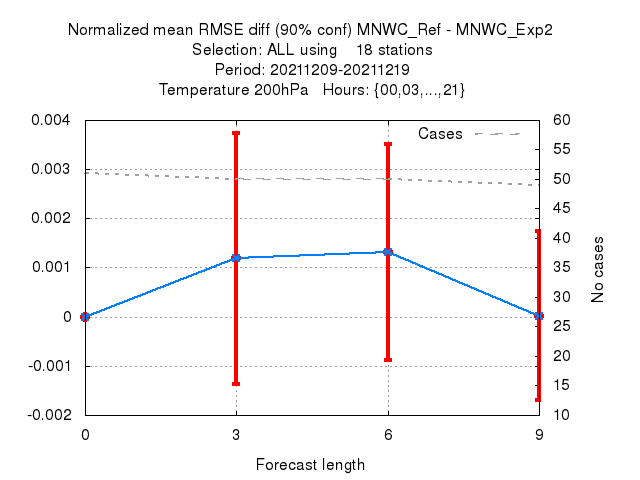 Normalized mean RMSE diff (90% conf) MNWC_Ref - MNWC_Exp2
Selection: ALL using    18 stations
Period: 20211209-20211219
Temperature 200hPa   Hours: {00,03,...,21}
Cases
0.004
0.003
0.002
0.001
0
-0.001
-0.002
60
55
50
45
40
35
30
25
20
15
10
No cases
0 3 6 9
Forecast length